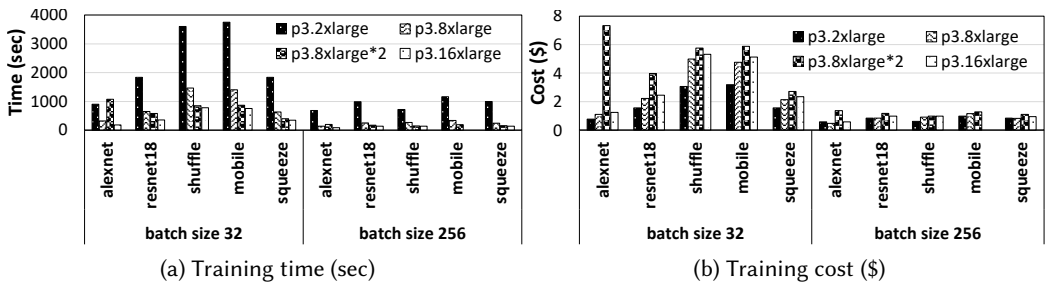 4000
3000
2000
1000
0
Time (sec)
p3.2xlarge
p3.8xlarge
p3.8xlarge*2
p3.16xlarge
alexnet
resnet18
shuffle
mobile
squeeze
alexnet
resnet18
shuffle
mobile
squeeze
batch size 32
batch size 256
(a) Training time (sec)
8
6
4
2
0
Cost ($)
p3.2xlarge
p3.8xlarge
p3.8xlarge*2
p3.16xlarge
alexnet
resnet18
shuffle
mobile
squeeze
alexnet
resnet18
shuffle
mobile
squeeze
batch size 32
batch size 256
(b) Training cost ($)